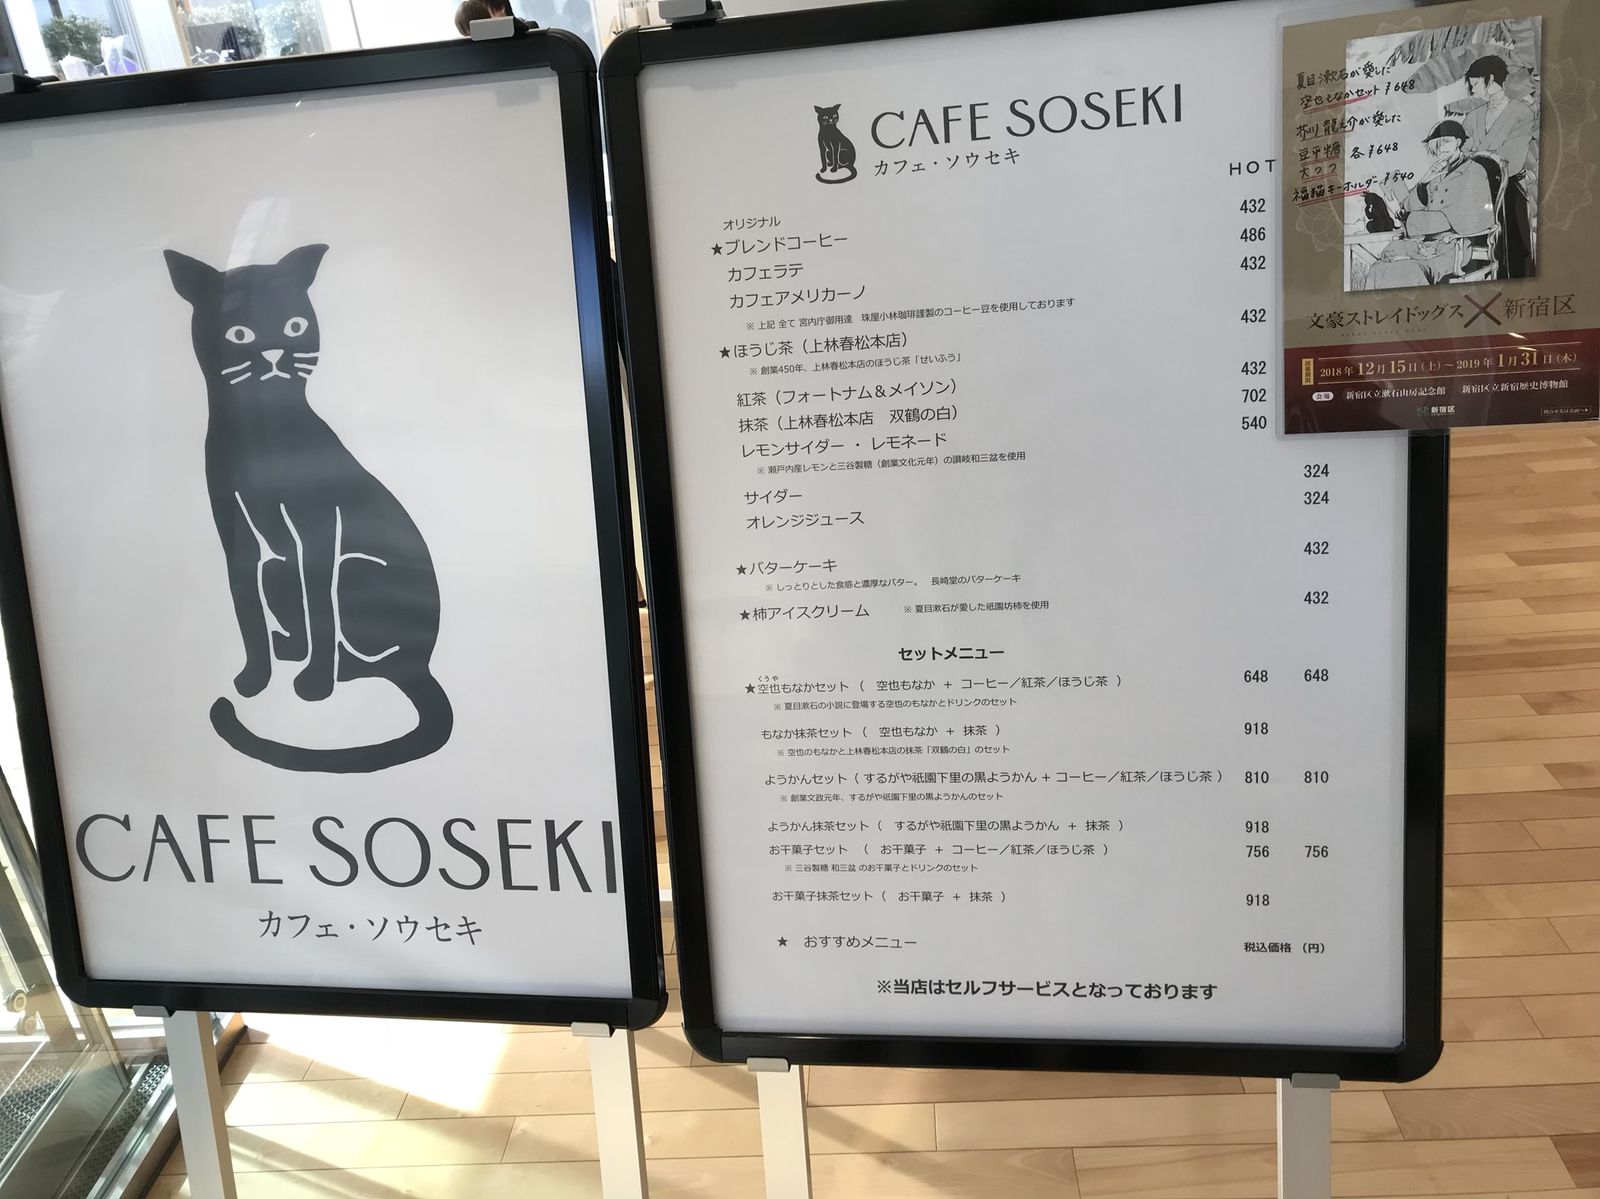 CAFE SOSEKI
カフェ・ソウセキ
CAFE SOSEKI
カフェ・ソウセキ
HOT
オリジナル
★ブレンドコーヒー 432
カフェラテ 486
カフェアメリカーノ 432
※ 上記 全て 宮内庁御用達 珠屋小林珈琲謹製のコーヒー豆を使用しております
★ほうじ茶（上林春松本店） 432
※ 創業450年、上林春松本店のほうじ茶「せいふう」
紅茶（フォートナム＆メイソン） 432
抹茶（上林春松本店 双鶴の白） 702
レモンサイダー ・ レモネード 540
※ 瀬戸内産レモンと三谷製糖（創業文化元年）の讃岐和三盆を使用
サイダー 324
オレンジジュース 324
★バターケーキ 432
※ しっとりとした食感と濃厚なバター。 長崎堂のバターケーキ
★柿アイスクリーム ※ 夏目漱石が愛した祇園坊柿を使用 432
セットメニュー
くうや
★空也もなかセット（ 空也もなか + コーヒー／紅茶／ほうじ茶 ） 648 648
※ 夏目漱石の小説に登場する空也のもなかとドリンクのセット
もなか抹茶セット（ 空也もなか + 抹茶 ） 918
※ 空也のもなかと上林春松本店の抹茶「双鶴の白」のセット
ようかんセット（ するがや祇園下里の黒ようかん + コーヒー／紅茶／ほうじ茶 ） 810 810
※ 創業文政元年、するがや祇園下里の黒ようかんのセット
ようかん抹茶セット（ するがや祇園下里の黒ようかん + 抹茶 ） 918
お干菓子セット （ お干菓子 + コーヒー／紅茶／ほうじ茶 ） 756 756
※ 三谷製糖 和三盆 のお干菓子とドリンクのセット
お干菓子抹茶セット（ お干菓子 + 抹茶 ） 918
★ おすすめメニュー 税込価格 （円）
※当店はセルフサービスとなっております
夏目漱石が愛した
空也もなかセット ¥648
芥川龍之介が愛した
豆平糖 各¥648
大つつ
福猫キーホルダー ¥540
文豪ストレイドッグス×新宿区
開催期間 2018年12月15日（土）～2019年1月31日（木）
会場 新宿区立漱石山房記念館 新宿区立新宿歴史博物館
新宿区